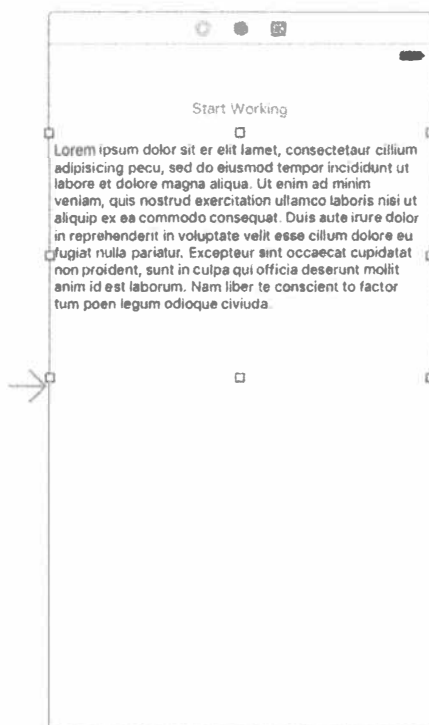 Start Working
Lorem ipsum dolor sit er elit lamet, consectetaur cillium
adipisicing pecu, sed do eiusmod tempor incididunt ut
labore et dolore magna aliqua. Ut enim ad minim
veniam, quis nostrud exercitation ullamco laboris nisi ut
aliquip ex ea commodo consequat. Duis aute irure dolor
in reprehenderit in voluptate velit esse cillum dolore eu
fugiat nulla pariatur. Excepteur sint occaecat cupidatat
non proident, sunt in culpa qui officia deserunt mollit
anim id est laborum. Nam liber te conscient to factor
tum poen legum odioque civiuda.